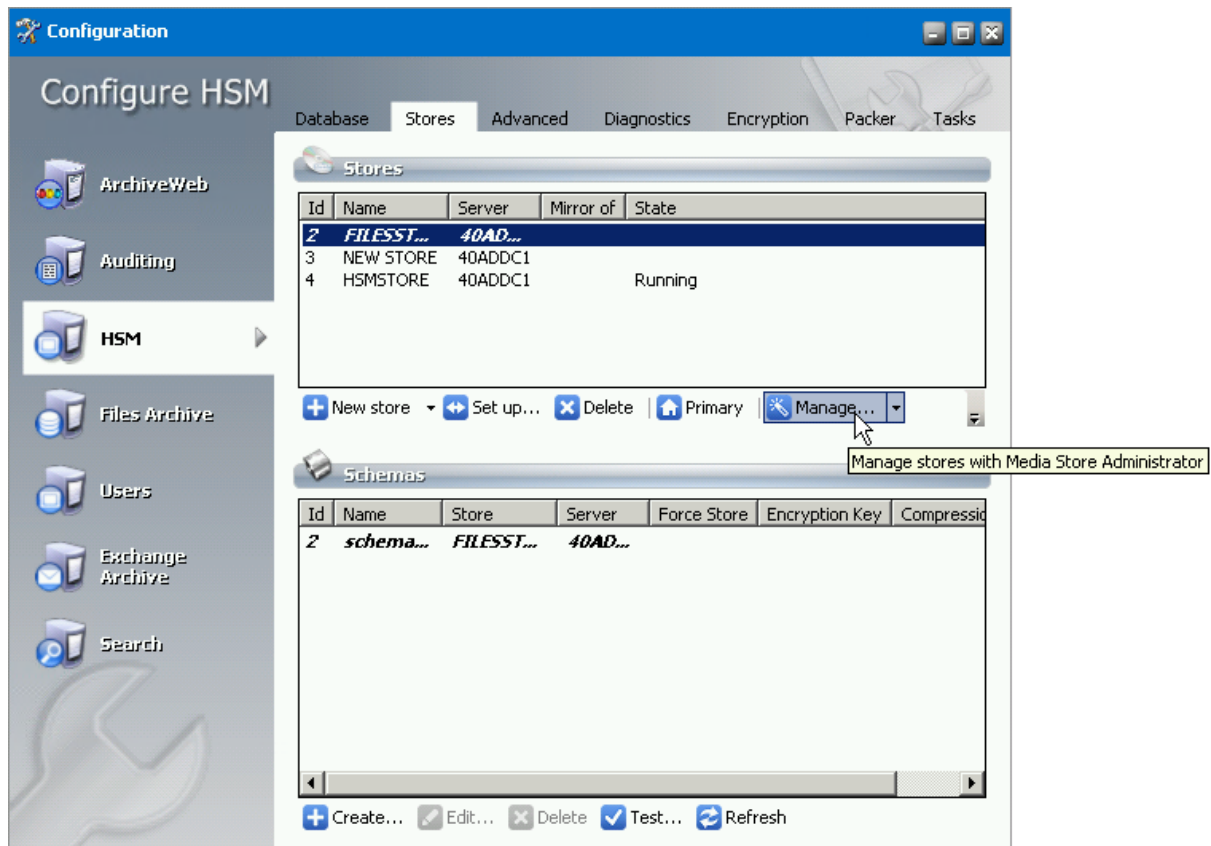 Configuration
Configure HSM
Database Stores Advanced Diagnostics Encryption Packer Tasks
ArchiveWeb
Auditing
HSM
Files Archive
Users
Exchange
Archive
Search
Stores
Id Name Server Mirror of State
2 FILESST... 40AD...
3 NEW STORE 40ADDC1
4 HSMSTORE 40ADDC1 Running
New store Set up... Delete Primary Manage...
Manage stores with Media Store Administrator
Schemas
Id Name Store Server Force Store Encryption Key Compressio
2 schema... FILESST... 40AD...
Create... Edit... Delete Test... Refresh